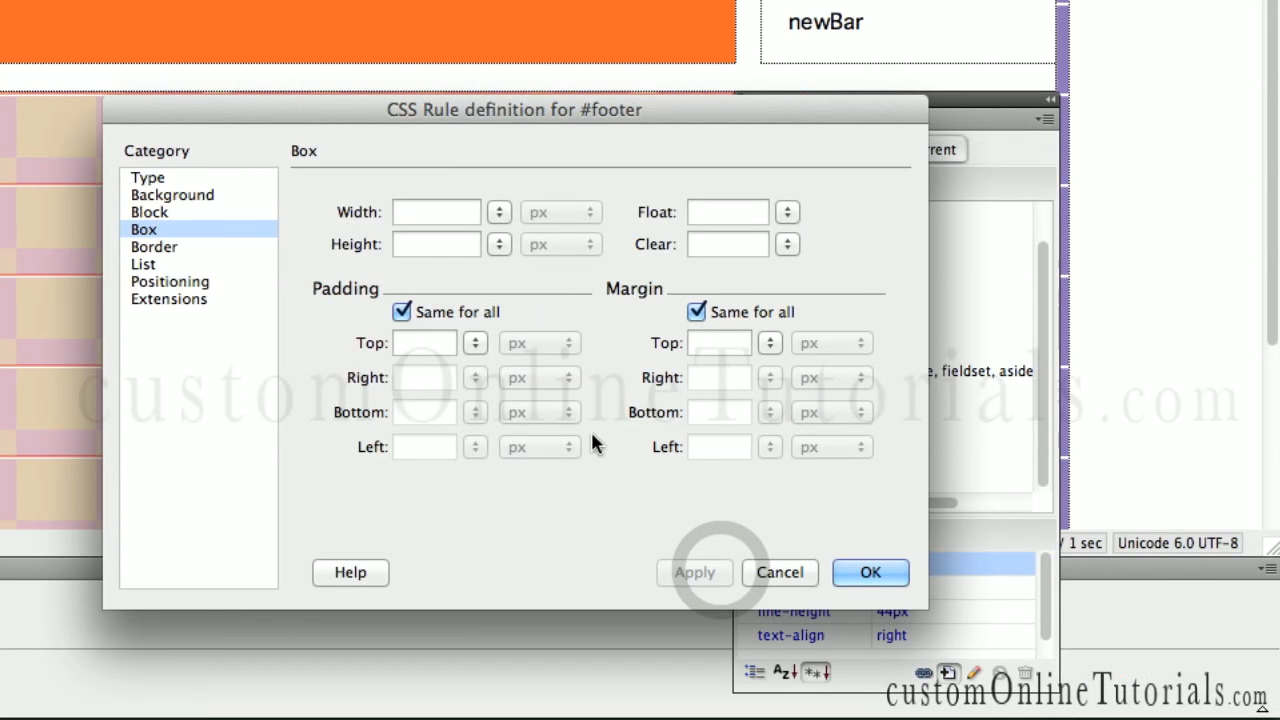 newBar
CSS Rule definition for #footer
rrent
Category
Box
Type
Background
Block
Box
Border
List
Positioning
Extensions
Width: px Float:
Height: px Clear:
Padding Margin
Same for all Same for all
Top: px Top: px
Right: px Right: px
e, fieldset, aside
customOnlineTutorials.com
Bottom: px Bottom: px
Left: px Left: px
/ 1 sec Unicode 6.0 UTF-8
Help Apply Cancel OK
line-height 44px
text-align right
customOnlineTutorials.com